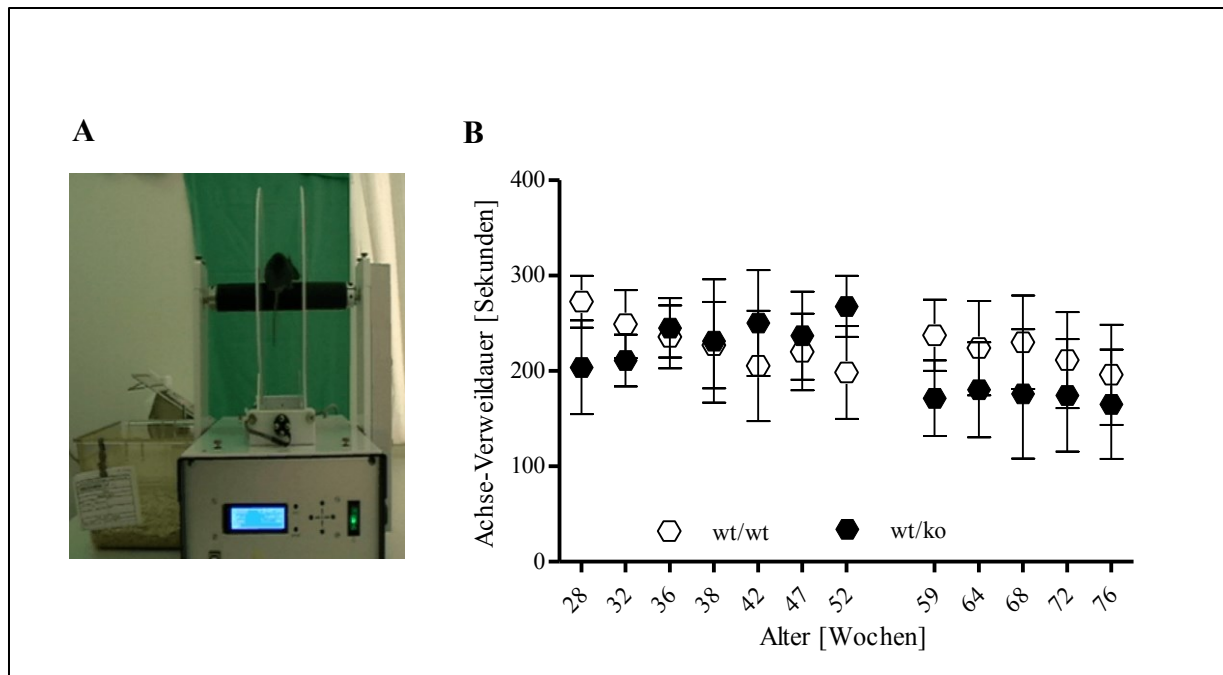 A
B
Achse-Verweildauer [Sekunden]
400
300
200
100
0
wt/wt
wt/ko
28 32 36 38 42 47 52 59 64 68 72 76
Alter [Wochen]